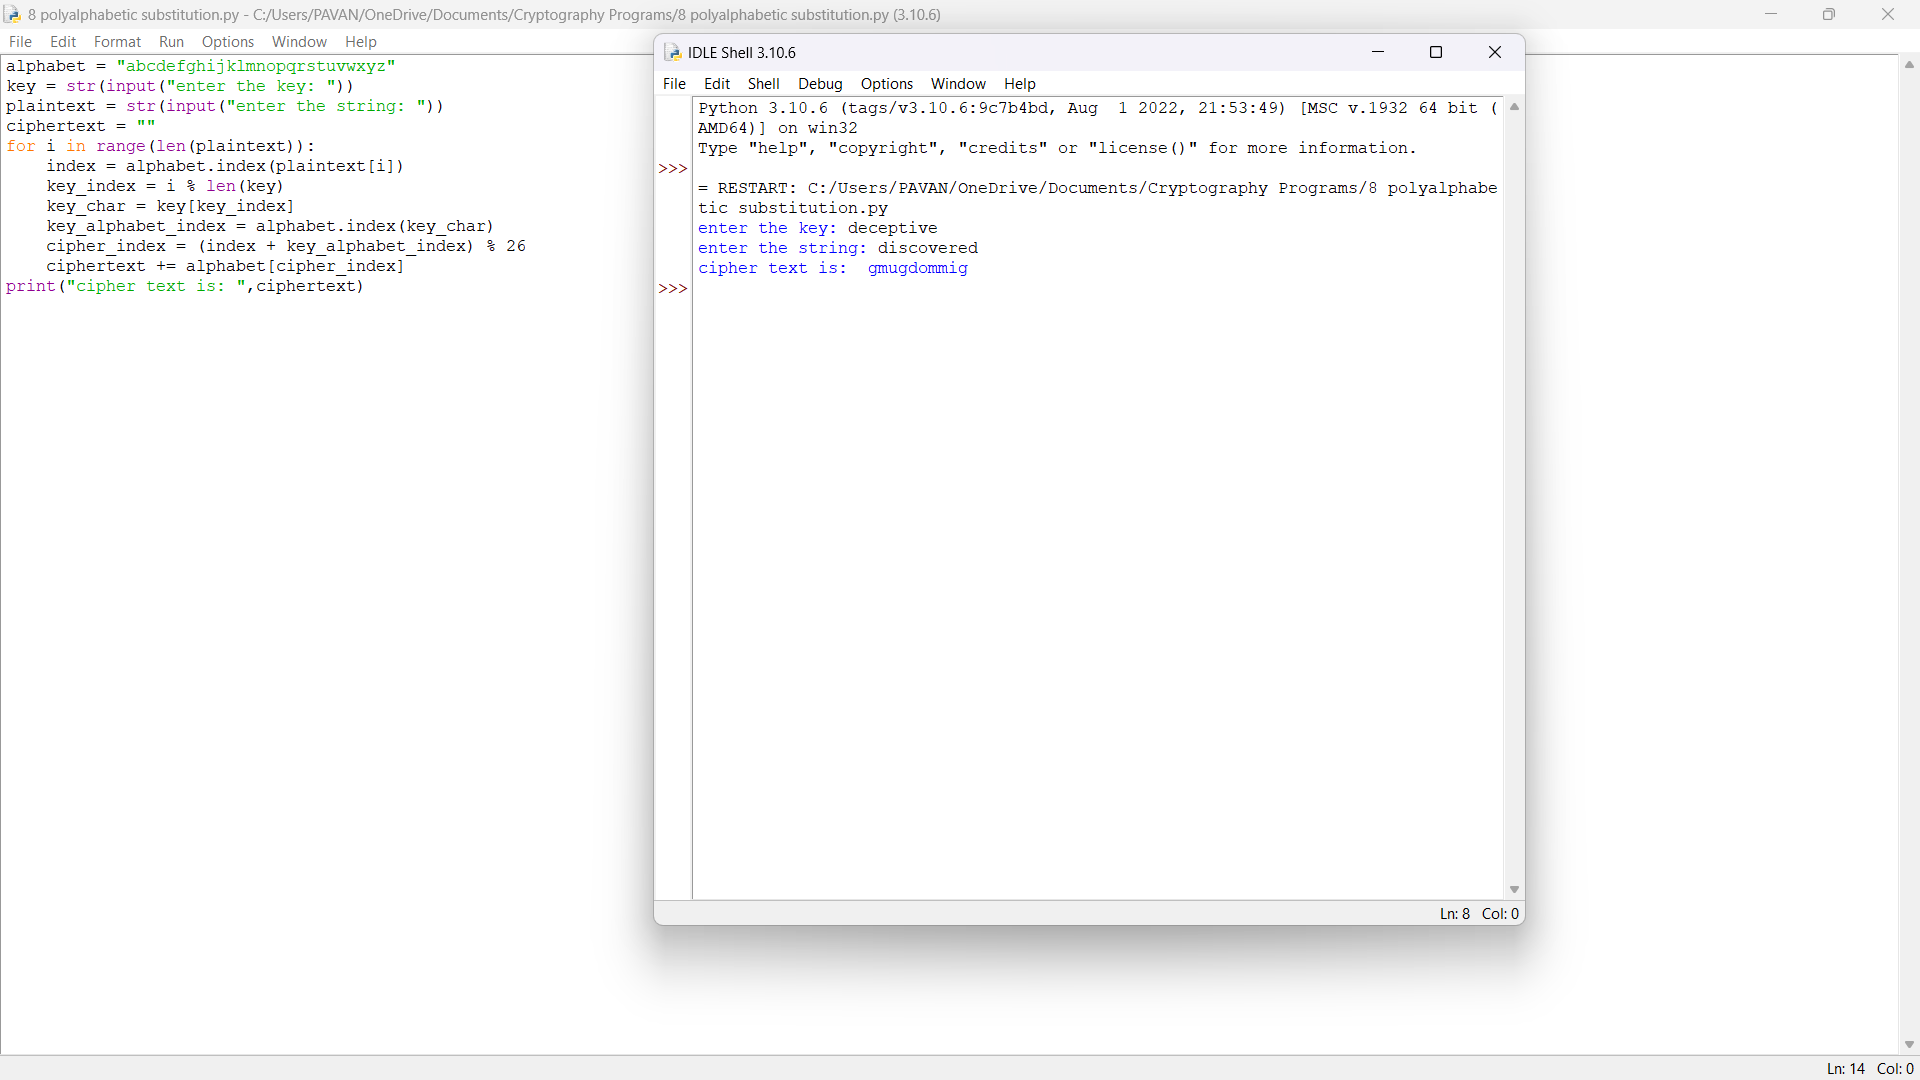 8 polyalphabetic substitution.py - C:/Users/PAVAN/OneDrive/Documents/Cryptography Programs/8 polyalphabetic substitution.py (3.10.6)
File Edit Format Run Options Window Help
alphabet = "abcdefghijklmnopqrstuvwxyz"
key = str(input("enter the key: "))
plaintext = str(input("enter the string: "))
ciphertext = ""
for i in range(len(plaintext)):
    index = alphabet.index(plaintext[i])
    key_index = i % len(key)
    key_char = key[key_index]
    key_alphabet_index = alphabet.index(key_char)
    cipher_index = (index + key_alphabet_index) % 26
    ciphertext += alphabet[cipher_index]
print("cipher text is: ",ciphertext)
IDLE Shell 3.10.6
File Edit Shell Debug Options Window Help
Python 3.10.6 (tags/v3.10.6:9c7b4bd, Aug  1 2022, 21:53:49) [MSC v.1932 64 bit (
AMD64)] on win32
Type "help", "copyright", "credits" or "license()" for more information.
>>>
= RESTART: C:/Users/PAVAN/OneDrive/Documents/Cryptography Programs/8 polyalphabe
tic substitution.py
enter the key: deceptive
enter the string: discovered
cipher text is:  gmugdommig
>>>
Ln: 8 Col: 0
Ln: 14 Col: 0